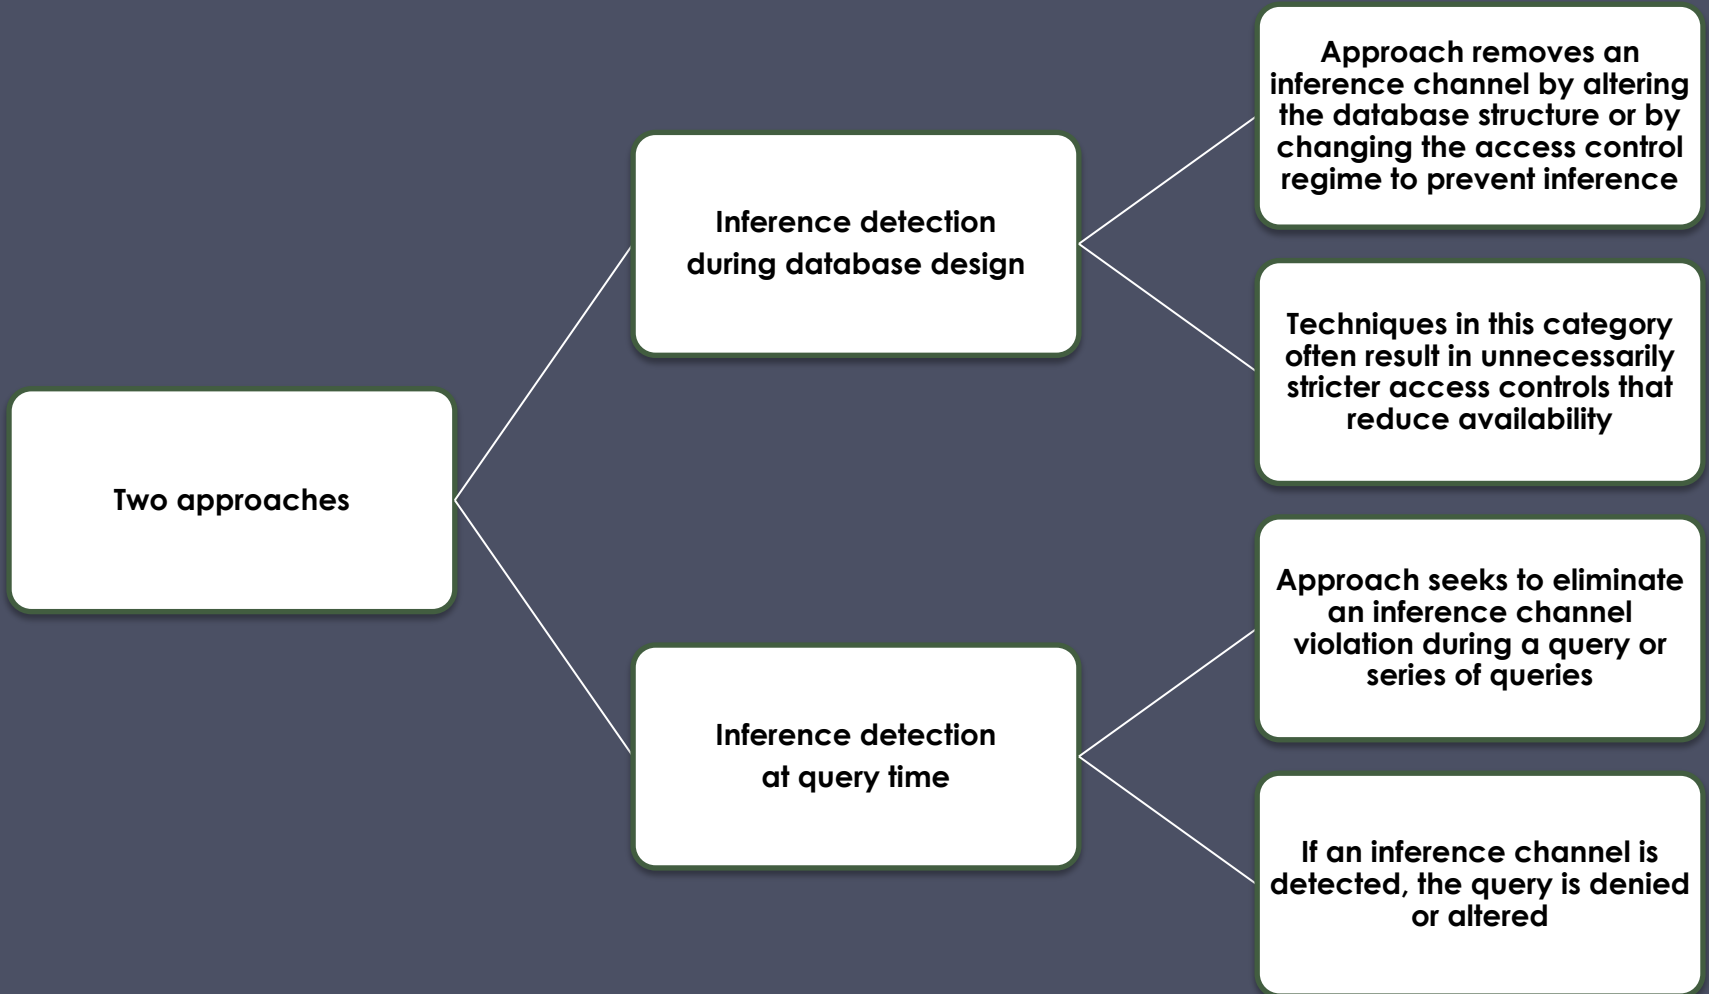 Two approaches
Inference detection
during database design
Approach removes an
inference channel by altering
the database structure or by
changing the access control
regime to prevent inference
Techniques in this category
often result in unnecessarily
stricter access controls that
reduce availability
Inference detection
at query time
Approach seeks to eliminate
an inference channel
violation during a query or
series of queries
If an inference channel is
detected, the query is denied
or altered